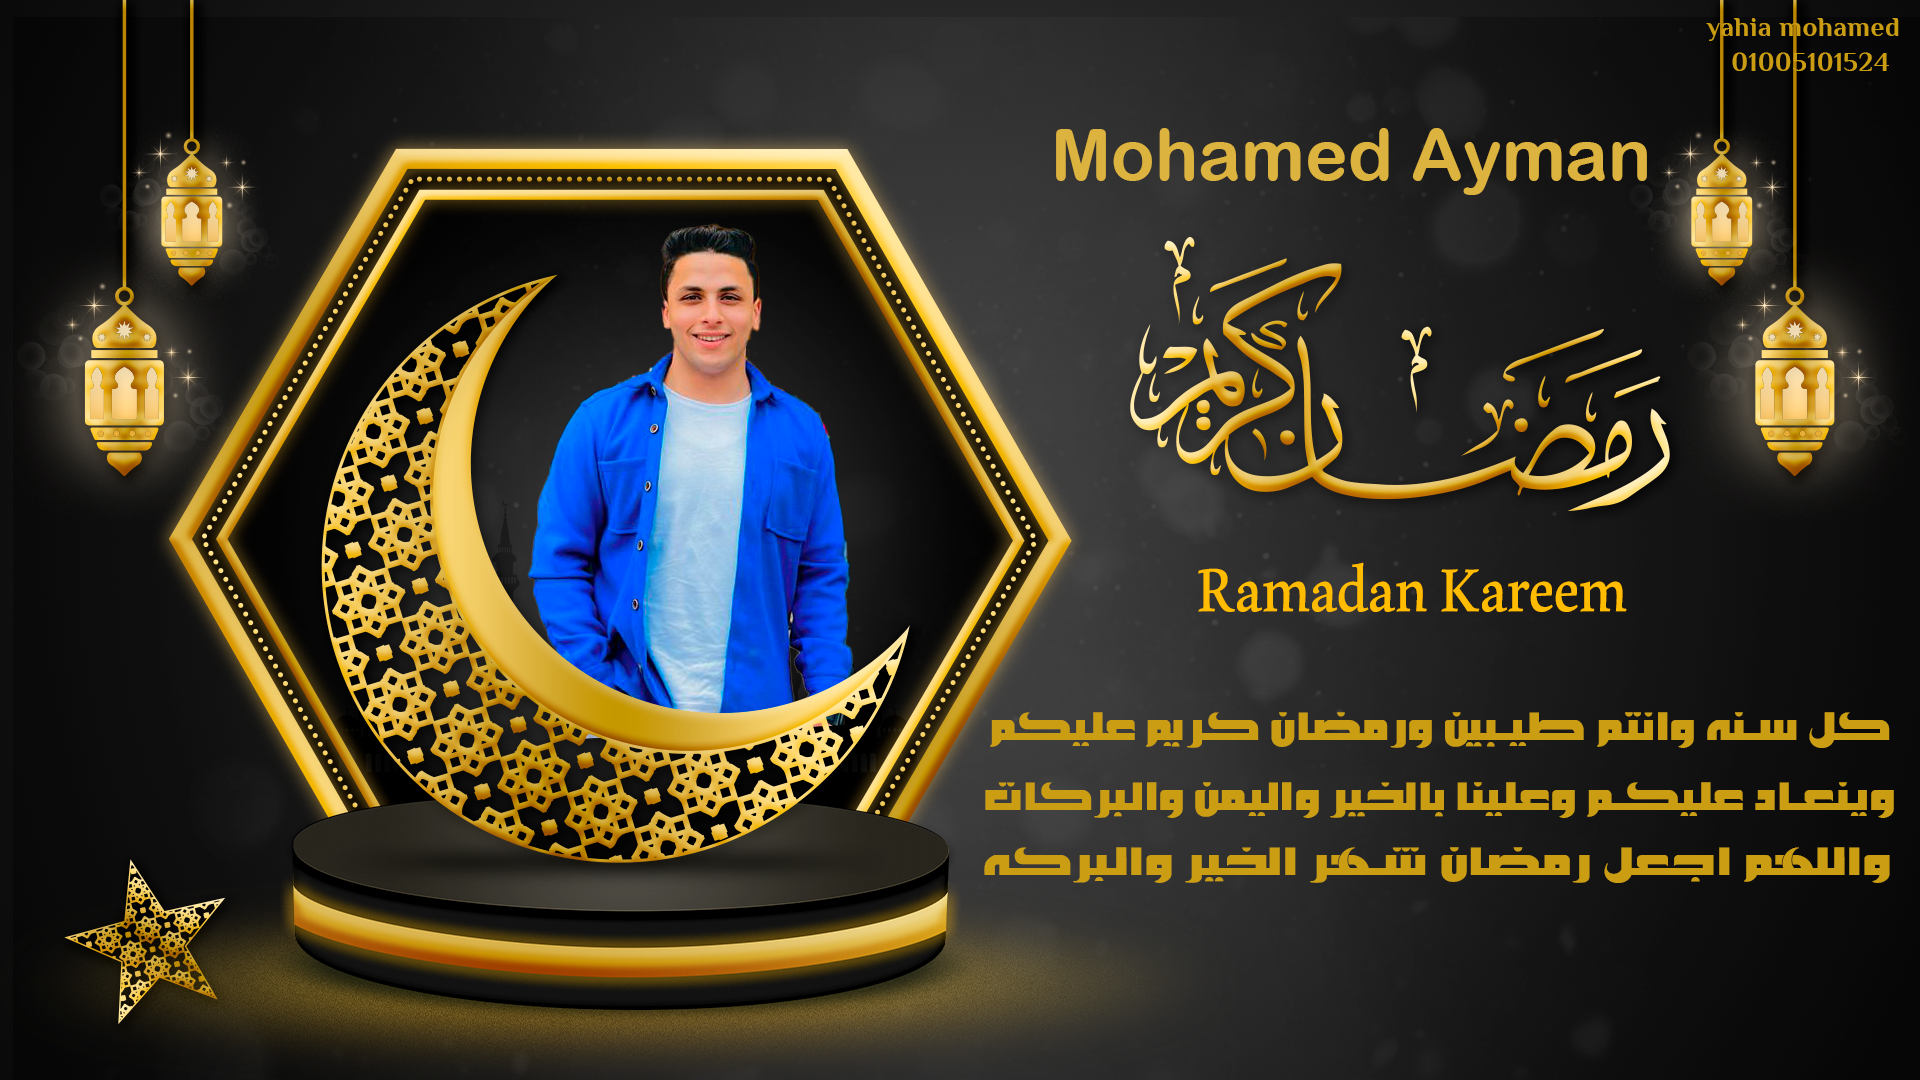 yahia mohamed
01005101524
Mohamed Ayman
رمضان كريم
Ramadan Kareem
كل سنه وانتم طيبين ورمضان كريم عليكم
وينعاد عليكم وعلينا بالخير واليمن والبركات
واللهم اجعل رمضان شهر الخير والبركه